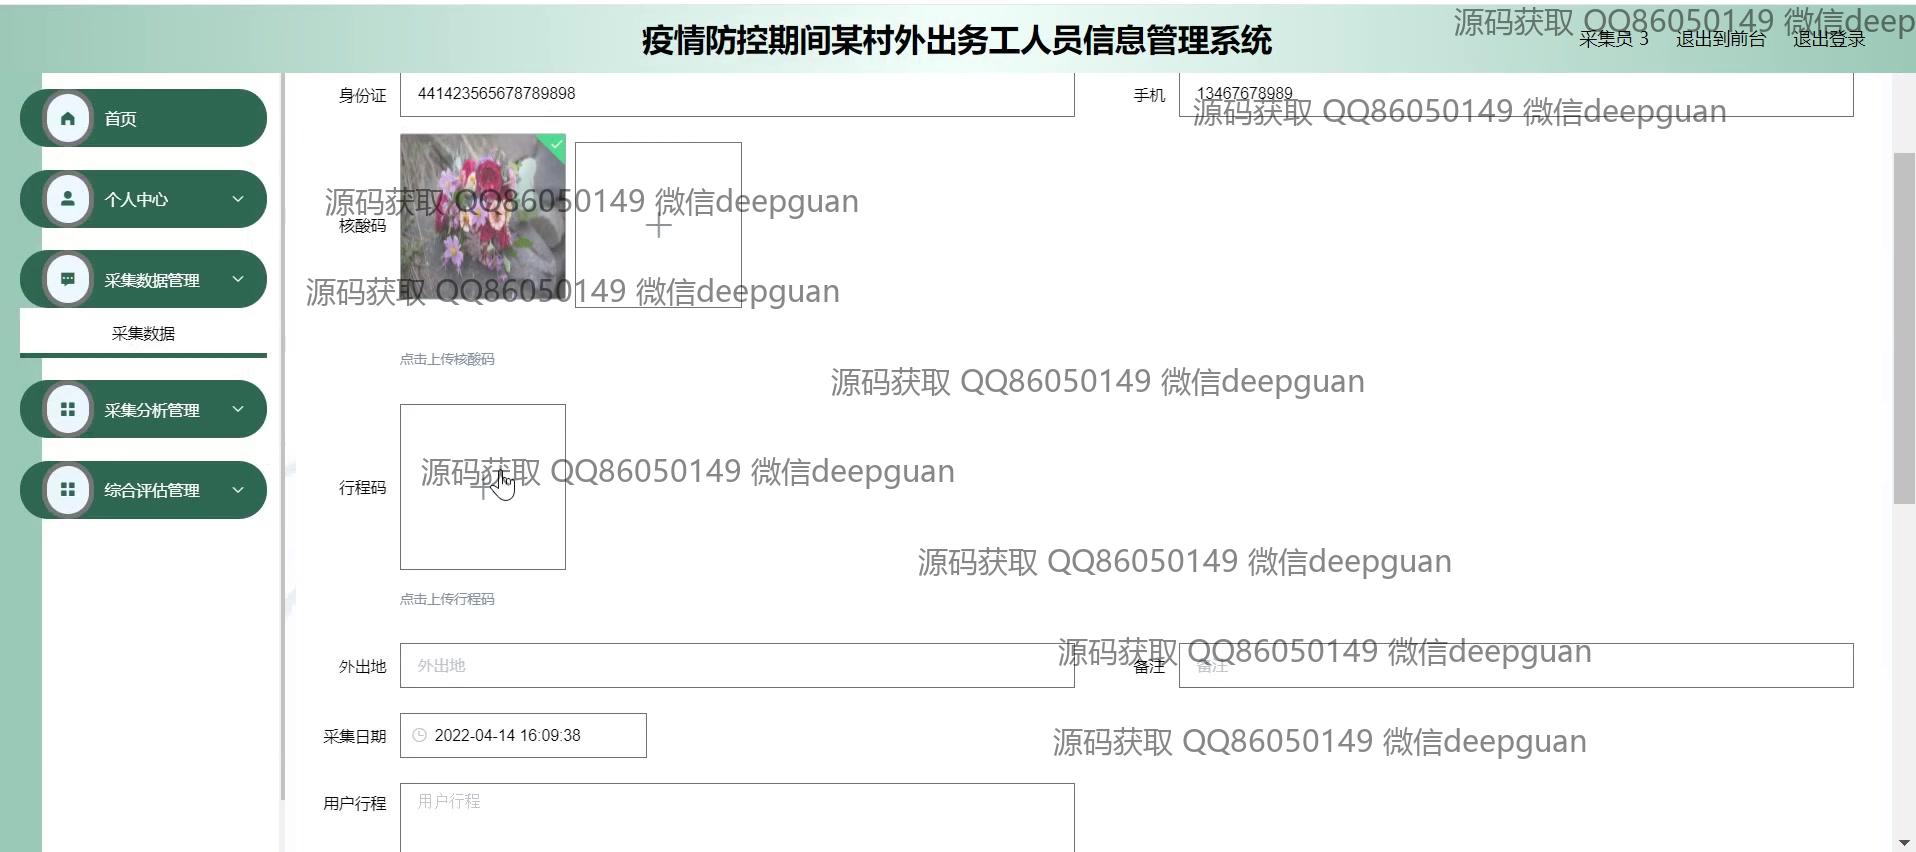 疫情防控期间某村外出务工人员信息管理系统
源码获取 QQ86050149 微信deep
采集员 3 退出到前台 退出登录
首页
个人中心
采集数据管理
采集数据
采集分析管理
综合评估管理
身份证 441423565678789898 手机 13467678989
源码获取 QQ86050149 微信deepguan
源码获取 QQ86050149 微信deepguan
核酸码
源码获取 QQ86050149 微信deepguan
点击上传核酸码
源码获取 QQ86050149 微信deepguan
源码获取 QQ86050149 微信deepguan
行程码
源码获取 QQ86050149 微信deepguan
点击上传行程码
源码获取 QQ86050149 微信deepguan
外出地 外出地 备注 备注
采集日期 2022-04-14 16:09:38
源码获取 QQ86050149 微信deepguan
用户行程 用户行程